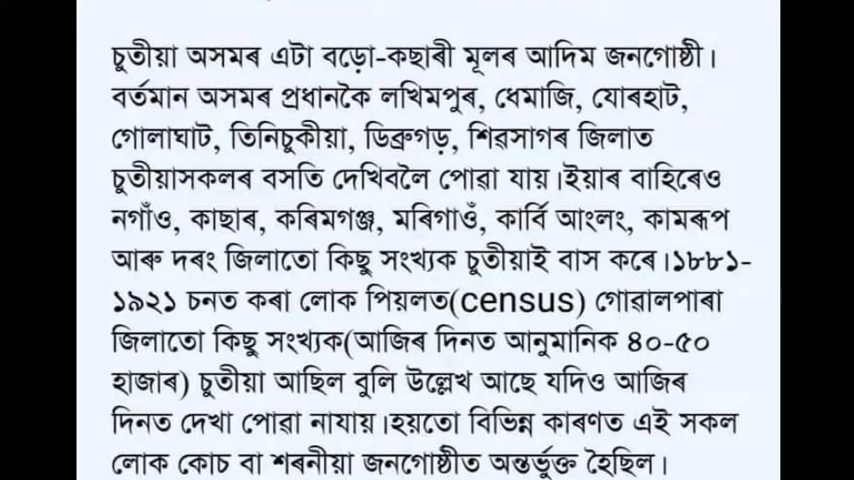 চুতীয়া অসমৰ এটা বড়ো-কছাৰী মূলৰ আদিম জনগোষ্ঠী।
বৰ্তমান অসমৰ প্ৰধানকৈ লখিমপুৰ, ধেমাজি, যোৰহাট,
গোলাঘাট, তিনিচুকীয়া, ডিব্ৰুগড়, শিৱসাগৰ জিলাত
চুতীয়াসকলৰ বসতি দেখিবলৈ পোৱা যায়।ইয়াৰ বাহিৰেও
নগাঁও, কাছাৰ, কৰিমগঞ্জ, মৰিগাওঁ, কাৰ্বি আংলং, কামৰূপ
আৰু দৰং জিলাতো কিছু সংখ্যক চুতীয়াই বাস কৰে।১৮৮১-
১৯২১ চনত কৰা লোক পিয়লত(census) গোৱালপাৰা
জিলাতো কিছু সংখ্যক(আজিৰ দিনত আনুমানিক ৪০-৫০
হাজাৰ) চুতীয়া আছিল বুলি উল্লেখ আছে যদিও আজিৰ
দিনত দেখা পোৱা নাযায়।হয়তো বিভিন্ন কাৰণত এই সকল
লোক কোচ বা শৰনীয়া জনগোষ্ঠীত অন্তৰ্ভুক্ত হৈছিল।